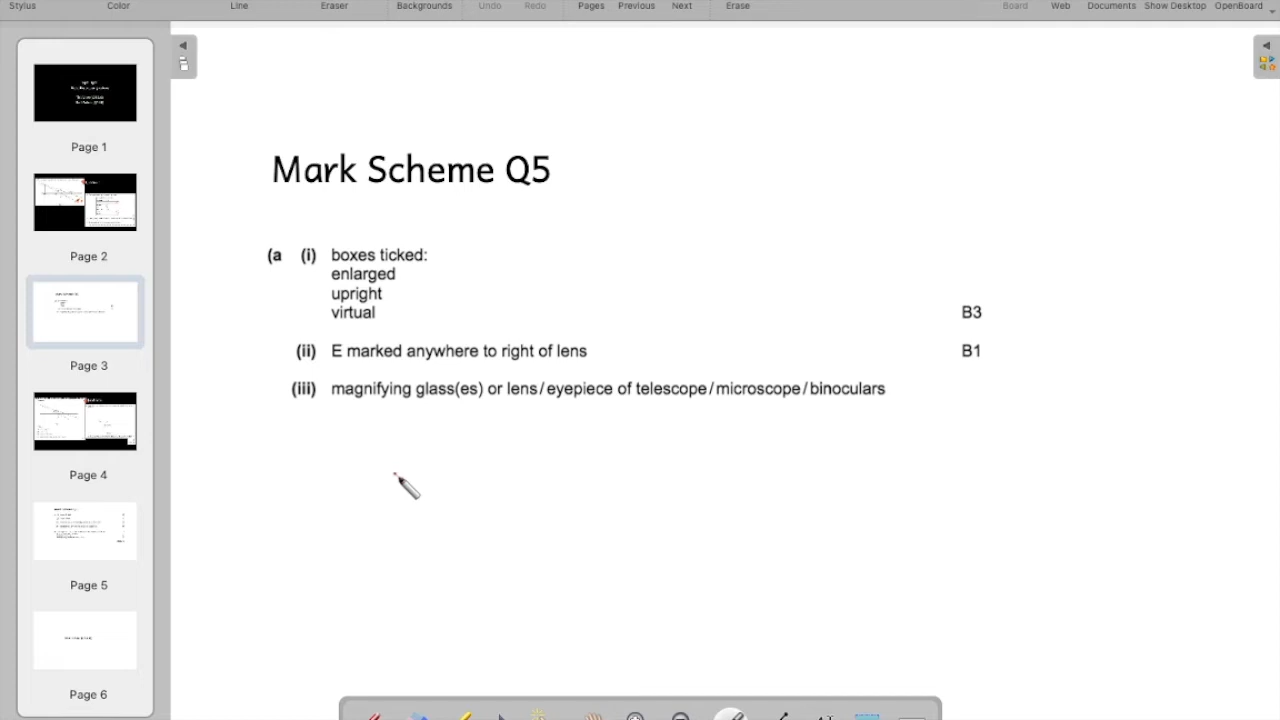 Stylus Color Line Eraser Backgrounds Undo Redo Pages Previous Next Erase Board Web Documents Show Desktop OpenBoard
Page 1
Page 2
Page 3
Page 4
Page 5
Page 6
Mark Scheme Q5
(a (i) boxes ticked:
enlarged
upright
virtual B3
(ii) E marked anywhere to right of lens B1
(iii) magnifying glass(es) or lens/eyepiece of telescope/microscope/binoculars